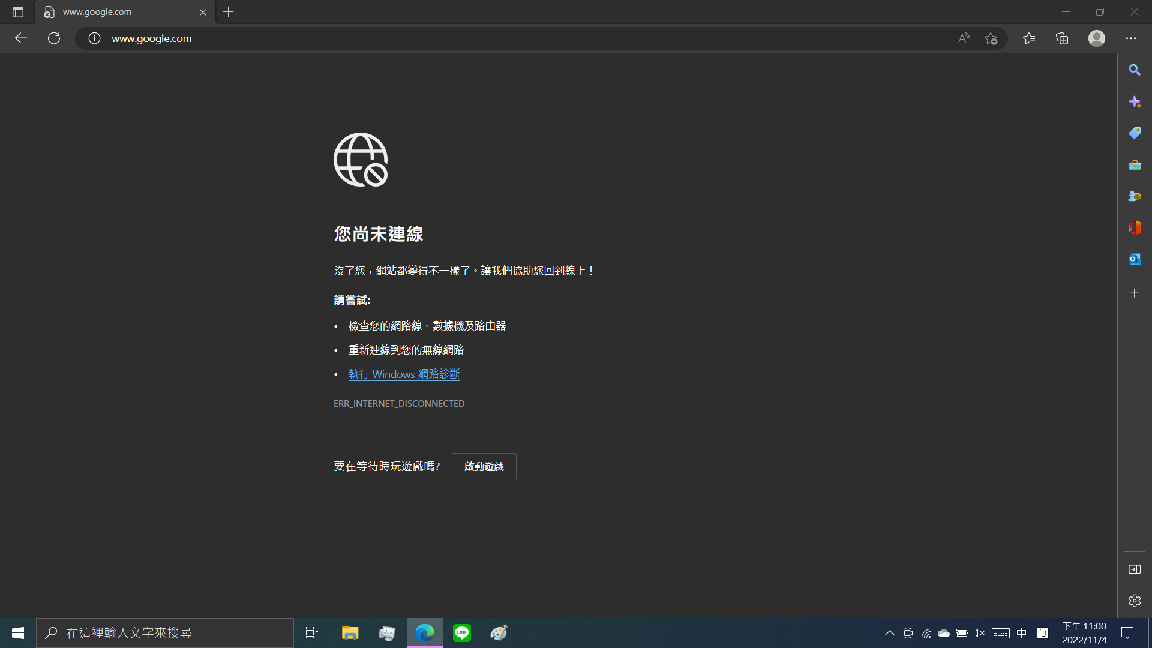 www.google.com
www.google.com
您尚未連線
沒了您，網站都變得不一樣了。讓我們協助您回到線上！
請嘗試:
• 檢查您的網路線、數據機及路由器
• 重新連線到您的無線網路
• 執行 Windows 網路診斷
ERR_INTERNET_DISCONNECTED
要在等待時玩遊戲嗎? 啟動遊戲
在這裡輸入文字來搜尋
LINE
中
下午 11:00
2022/11/4